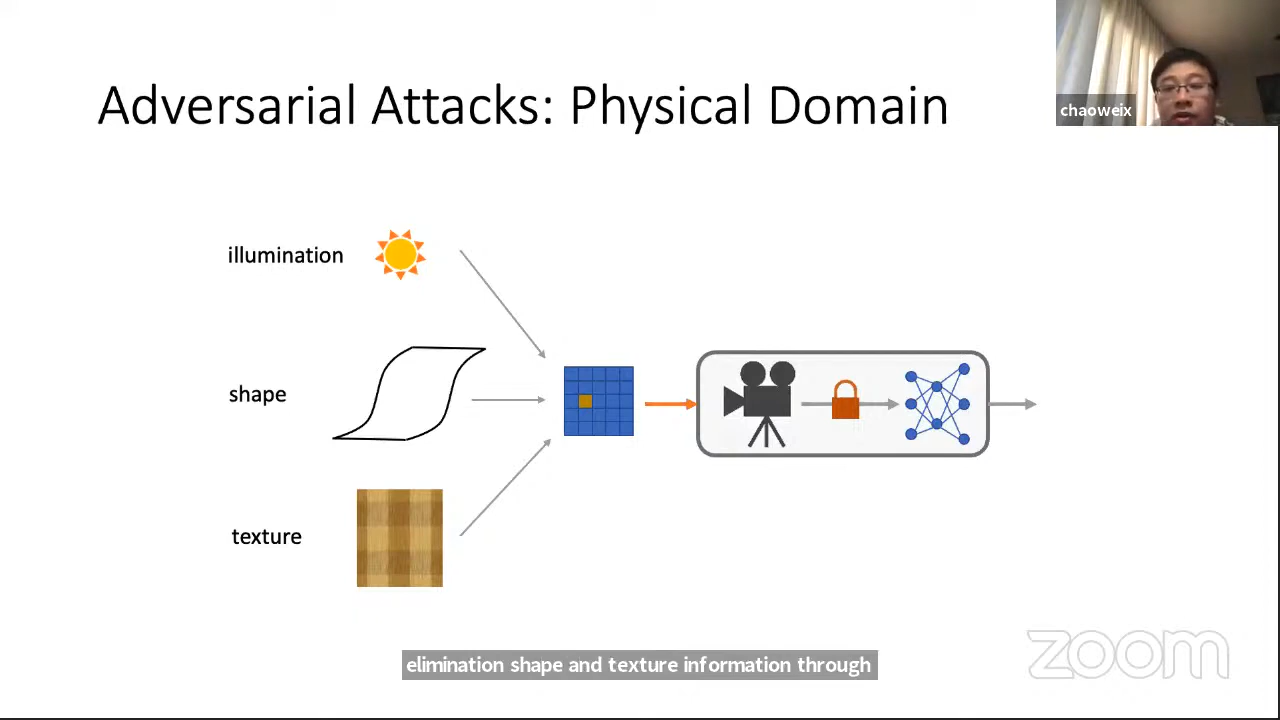 Adversarial Attacks: Physical Domain
chaoweix
illumination
shape
texture
elimination shape and texture information through
zoom